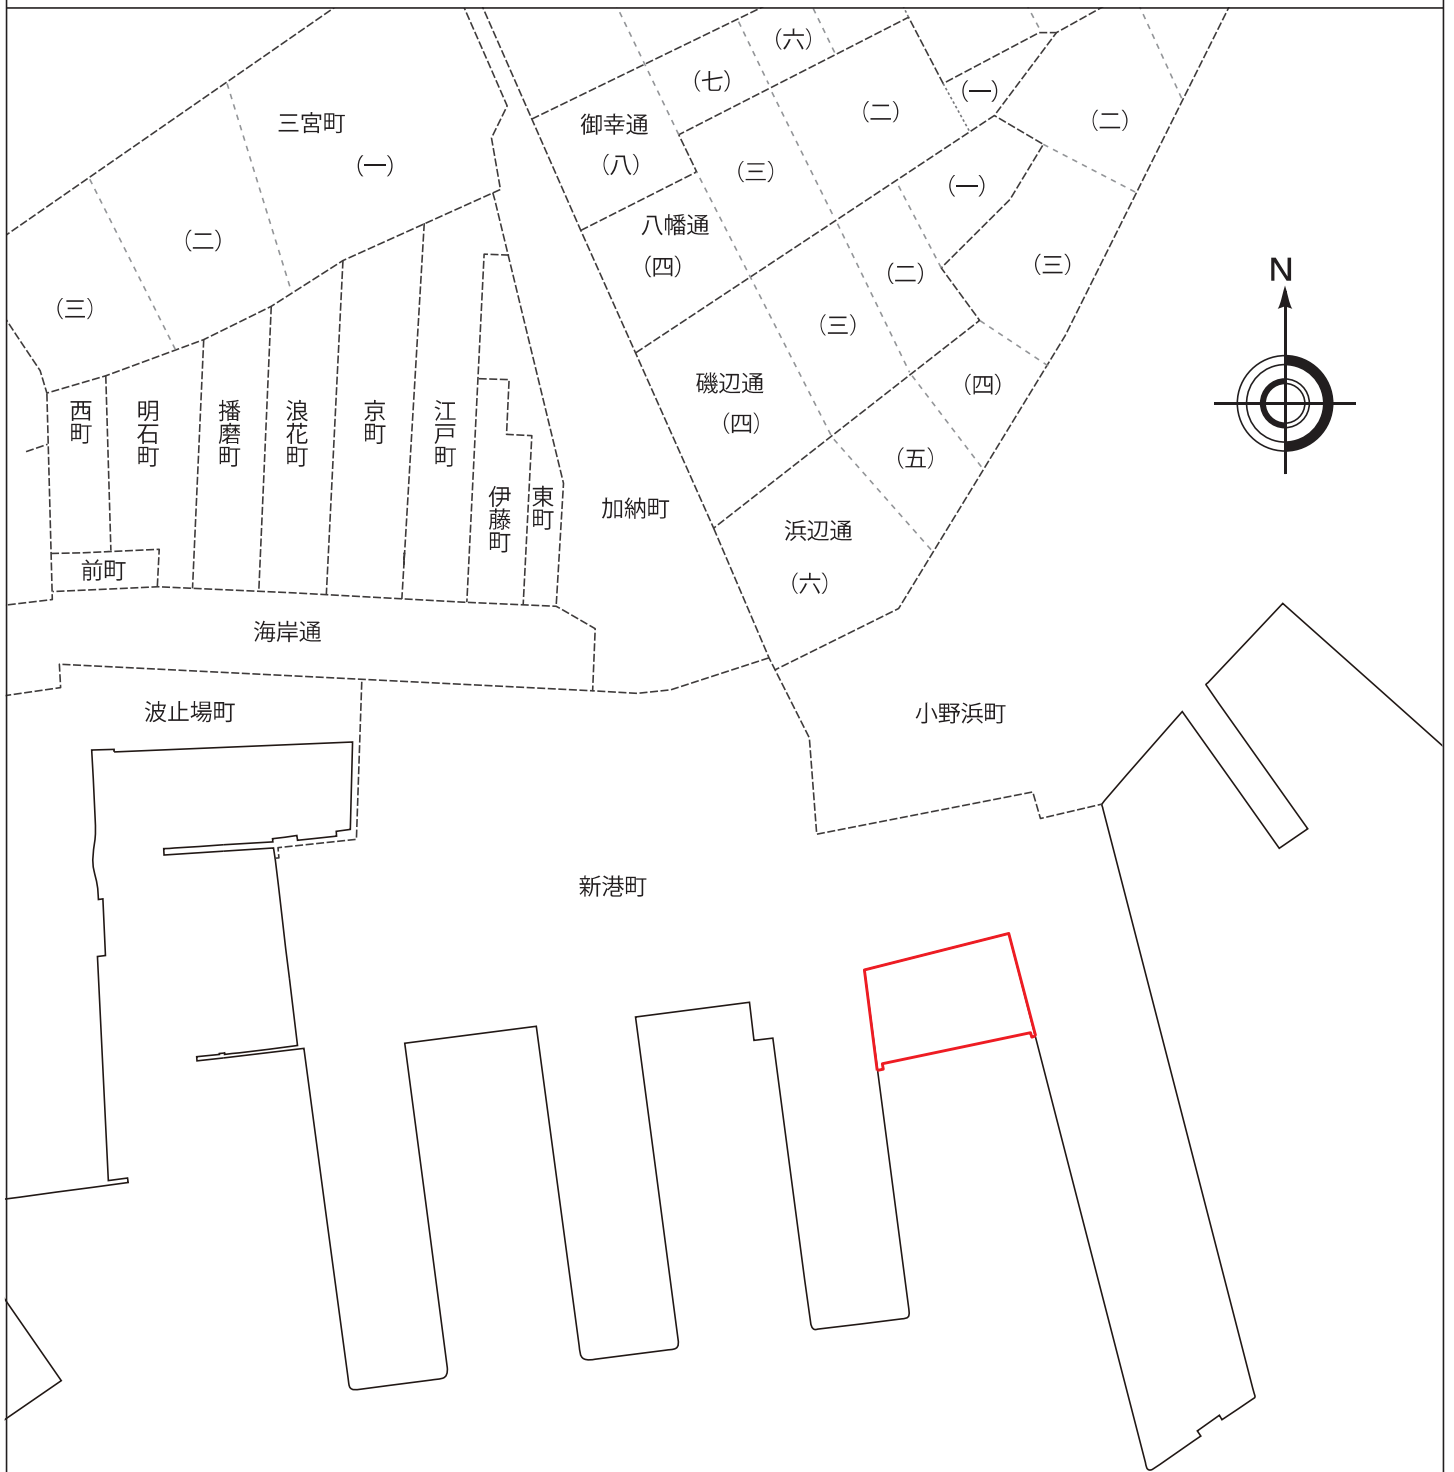 （六）
（七）
（一）
（二）
（二）
三宮町
（一）
御幸通
（八）
（三）
（一）
八幡通
（四）
（二）
（三）
（二）
（三）
（三）
（三）
N
磯辺通
（四）
（四）
（五）
西町
明石町
播磨町
浪花町
京町
江戸町
伊藤町
東町
加納町
浜辺通
（六）
前町
海岸通
波止場町
小野浜町
新港町